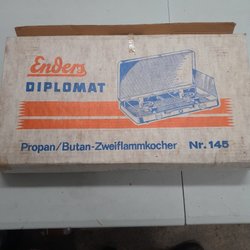 Enders
DIPLOMAT
Propan/Butan-Zweiflammkocher Nr. 145